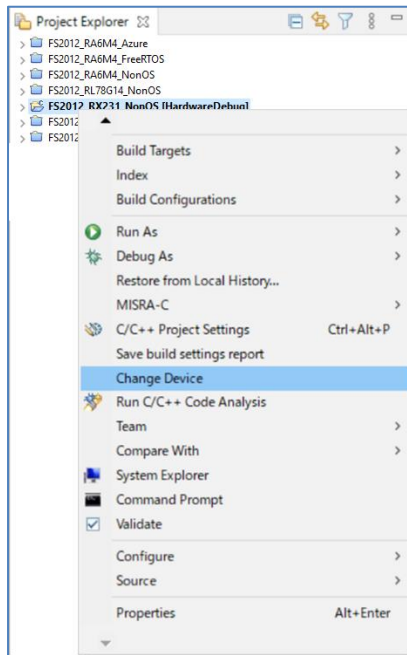 Project Explorer
FS2012_RA6M4_Azure
FS2012_RA6M4_FreeRTOS
FS2012_RA6M4_NonOS
FS2012_RL78G14_NonOS
FS2012_RX231_NonOS [HardwareDebug]
FS2012
FS2012
Build Targets
Index
Build Configurations
Run As
Debug As
Restore from Local History...
MISRA-C
C/C++ Project Settings Ctrl+Alt+P
Save build settings report
Change Device
Run C/C++ Code Analysis
Team
Compare With
System Explorer
Command Prompt
Validate
Configure
Source
Properties Alt+Enter